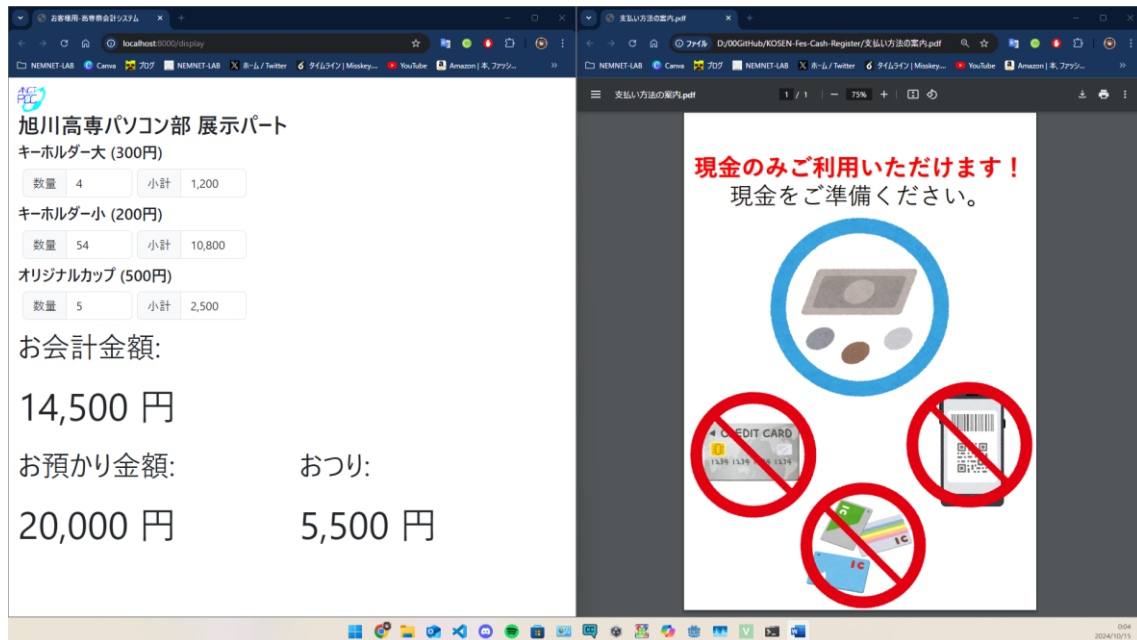 お客様用-高専祭会計システム
localhost:8000/display
NEMNET-LAB
Canva
ブログ
NEMNET-LAB
ホーム / Twitter
タイムライン | Misskey....
YouTube
Amazon | 本, ファッシ...
旭川高専パソコン部 展示パート
キーホルダー大 (300円)
数量 4 小計 1,200
キーホルダー小 (200円)
数量 54 小計 10,800
オリジナルカップ (500円)
数量 5 小計 2,500
お会計金額:
14,500 円
お預かり金額: おつり:
20,000 円 5,500 円
支払い方法の案内.pdf
ファイル D:/00GitHub/KOSEN-Fes-Cash-Register/支払い方法の案内.pdf
NEMNET-LAB
Canva
ブログ
NEMNET-LAB
ホーム / Twitter
タイムライン | Misskey....
YouTube
Amazon | 本, ファッシ...
支払い方法の案内.pdf
1 / 1
75%
現金のみご利用いただけます！
現金をご準備ください。
CREDIT CARD
1234 1234 1234 1234
IC
IC
IC
0:04
2024/10/15